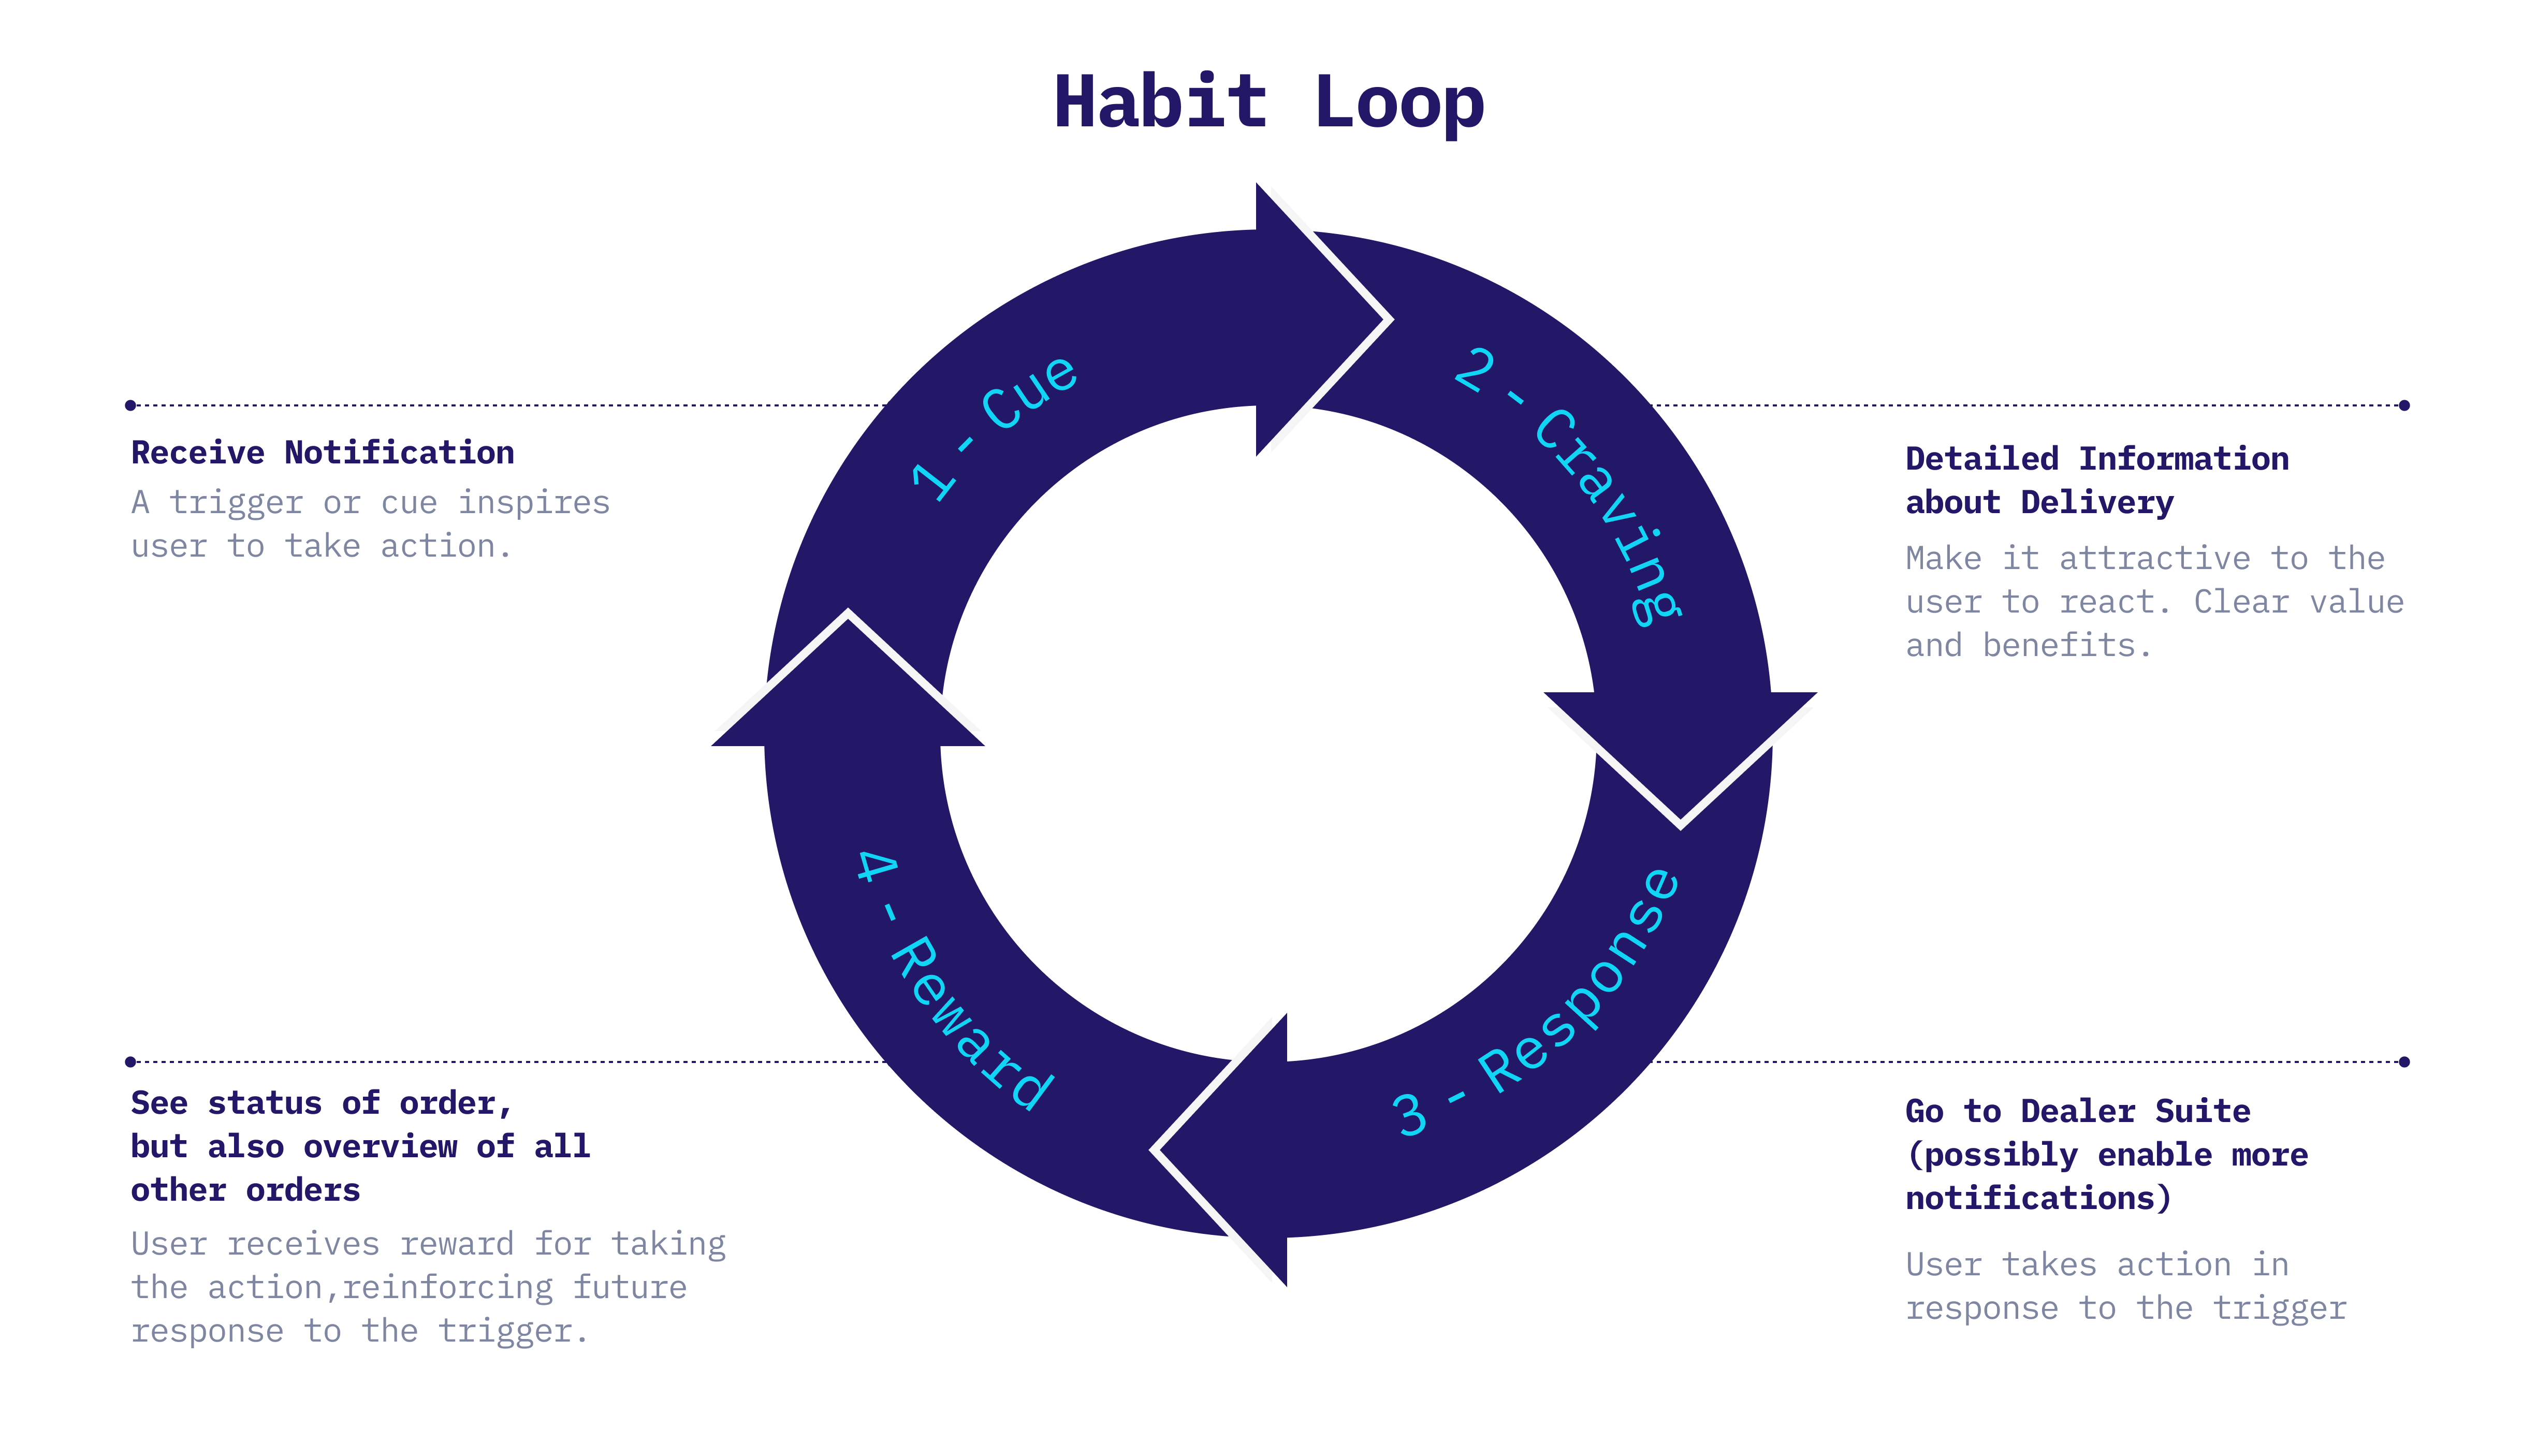 Habit Loop
1 - Cue
Receive Notification
A trigger or cue inspires
user to take action.
2 - Craving
Detailed Information
about Delivery
Make it attractive to the
user to react. Clear value
and benefits.
3 - Response
Go to Dealer Suite
(possibly enable more
notifications)
User takes action in
response to the trigger
4 - Reward
See status of order,
but also overview of all
other orders
User receives reward for taking
the action,reinforcing future
response to the trigger.